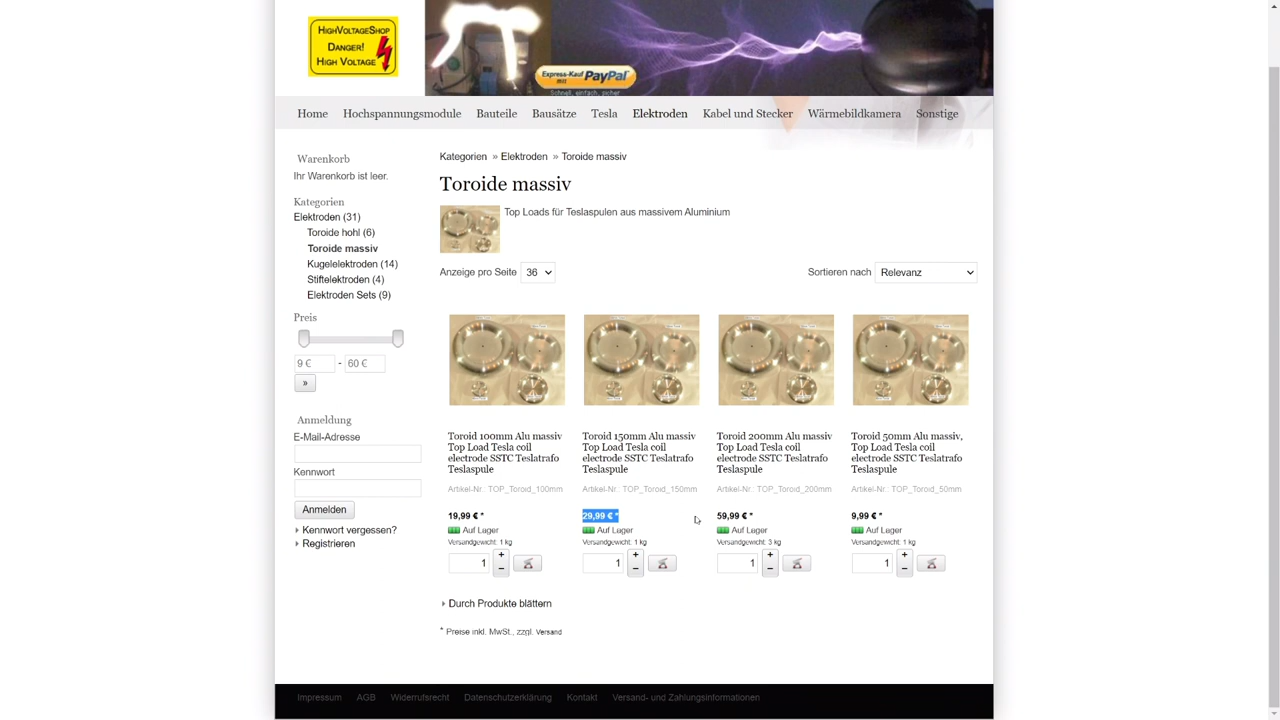 HighVoltageShop
Danger!
High Voltage
Express-Kauf mit PayPal
Schnell, einfach, sicher
Home Hochspannungsmodule Bauteile Bausätze Tesla Elektroden Kabel und Stecker Wärmebildkamera Sonstige
Warenkorb
Ihr Warenkorb ist leer.
Kategorien
Elektroden (31)
Toroide hohl (6)
Toroide massiv
Kugelelektroden (14)
Stiftelektroden (4)
Elektroden Sets (9)
Preis
9 € - 60 €
»
Anmeldung
E-Mail-Adresse
Kennwort
Anmelden
Kennwort vergessen?
Registrieren
Kategorien » Elektroden » Toroide massiv
Toroide massiv
Top Loads für Teslaspulen aus massivem Aluminium
Anzeige pro Seite 36
Sortieren nach Relevanz
Toroid 100mm Alu massiv
Top Load Tesla coil
electrode SSTC Teslatrafo
Teslaspule
Artikel-Nr.: TOP_Toroid_100mm
19,99 € *
Auf Lager
Versandgewicht: 1 kg
1 + −
Toroid 150mm Alu massiv
Top Load Tesla coil
electrode SSTC Teslatrafo
Teslaspule
Artikel-Nr.: TOP_Toroid_150mm
29,99 € *
Auf Lager
Versandgewicht: 1 kg
1 + −
Toroid 200mm Alu massiv
Top Load Tesla coil
electrode SSTC Teslatrafo
Teslaspule
Artikel-Nr.: TOP_Toroid_200mm
59,99 € *
Auf Lager
Versandgewicht: 3 kg
1 + −
Toroid 50mm Alu massiv,
Top Load Tesla coil
electrode SSTC Teslatrafo
Teslaspule
Artikel-Nr.: TOP_Toroid_50mm
9,99 € *
Auf Lager
Versandgewicht: 1 kg
1 + −
Durch Produkte blättern
* Preise inkl. MwSt., zzgl. Versand
Impressum AGB Widerrufsrecht Datenschutzerklärung Kontakt Versand- und Zahlungsinformationen